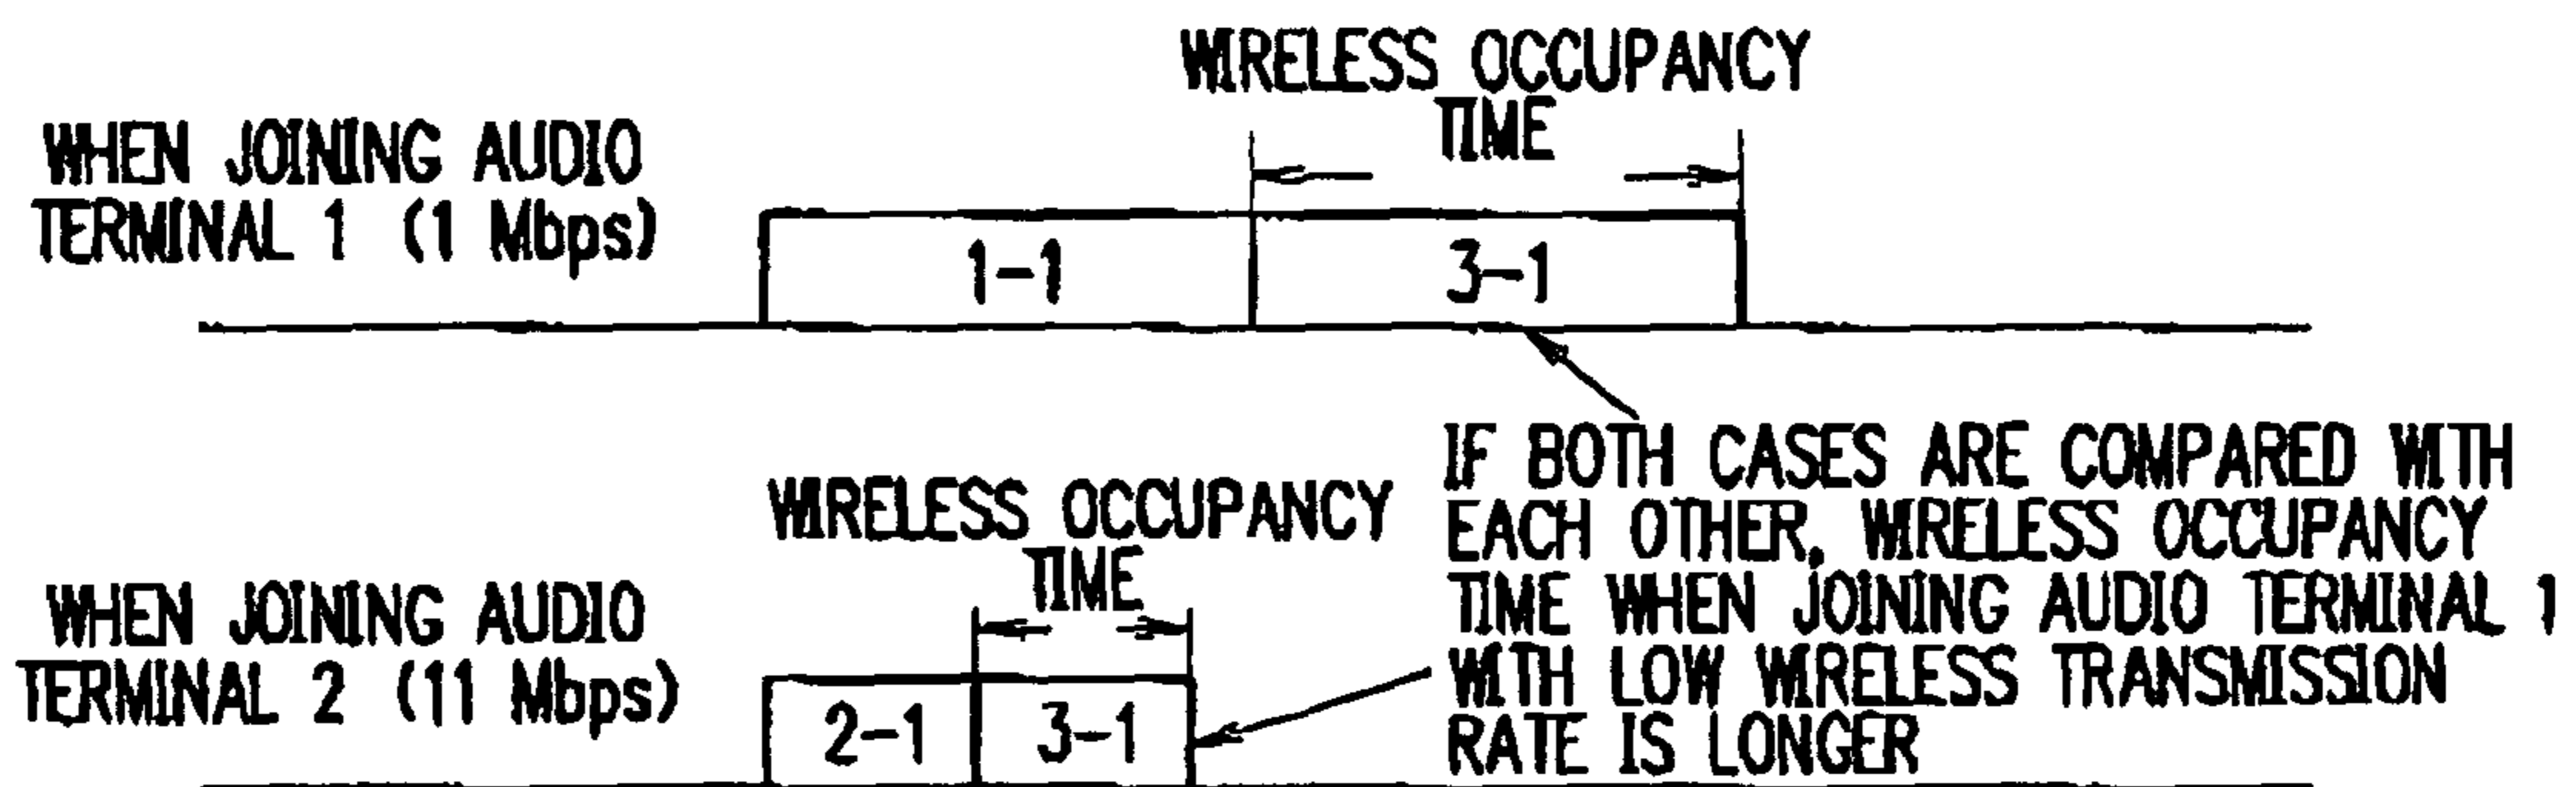 WIRELESS OCCUPANCY
TIME
WHEN JOINING AUDIO
TERMINAL 1 (1 Mbps)
1-1
3-1
IF BOTH CASES ARE COMPARED WITH
EACH OTHER, WIRELESS OCCUPANCY
TIME WHEN JOINING AUDIO TERMINAL 1
WITH LOW WIRELESS TRANSMISSION
RATE IS LONGER
WIRELESS OCCUPANCY
TIME
WHEN JOINING AUDIO
TERMINAL 2 (11 Mbps)
2-1
3-1